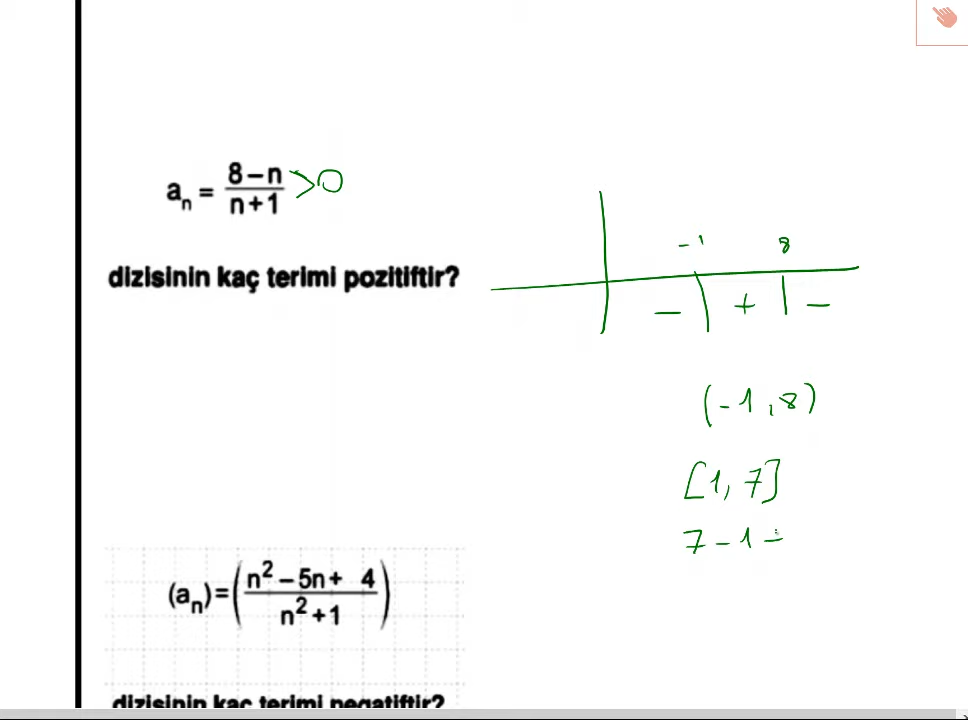 aₙ = (8 − n)/(n + 1) > 0
dizisinin kaç terimi pozitiftir?
-1 8
− + −
(-1, 8)
[1, 7]
7 − 1 =
(aₙ) = ((n² − 5n + 4)/(n² + 1))
dizisinin kaç terimi negatiftir?